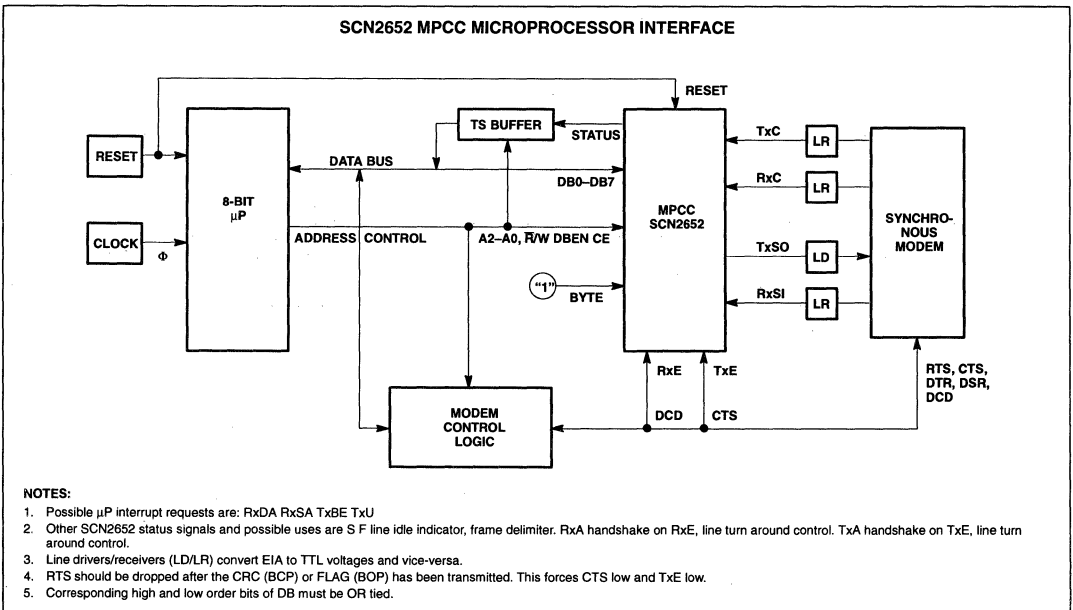 SCN2652 MPCC MICROPROCESSOR INTERFACE
RESET
TS BUFFER
STATUS
TxC
LR
RESET
DATA BUS
DB0–DB7
RxC
LR
8-BIT
µP
MPCC
SCN2652
SYNCHRO-
NOUS
MODEM
CLOCK
Φ
ADDRESS CONTROL
A2–A0, R̅/W DBEN CE
TxSO
LD
"1"
BYTE
RxSI
LR
RxE
TxE
RTS, CTS,
DTR, DSR,
DCD
MODEM
CONTROL
LOGIC
DCD
CTS
NOTES:
1. Possible µP interrupt requests are: RxDA RxSA TxBE TxU
2. Other SCN2652 status signals and possible uses are S F line idle indicator, frame delimiter. RxA handshake on RxE, line turn around control. TxA handshake on TxE, line turn
around control.
3. Line drivers/receivers (LD/LR) convert EIA to TTL voltages and vice-versa.
4. RTS should be dropped after the CRC (BCP) or FLAG (BOP) has been transmitted. This forces CTS low and TxE low.
5. Corresponding high and low order bits of DB must be OR tied.